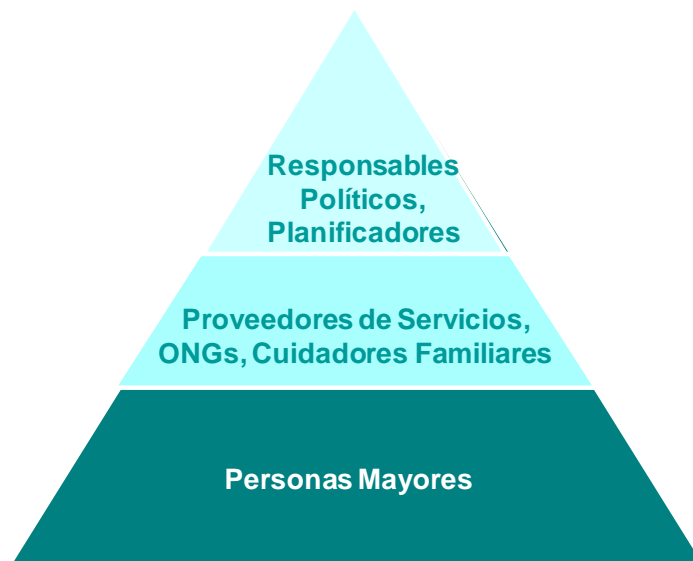 Responsables
Políticos,
Planificadores
Proveedores de Servicios,
ONGs, Cuidadores Familiares
Personas Mayores